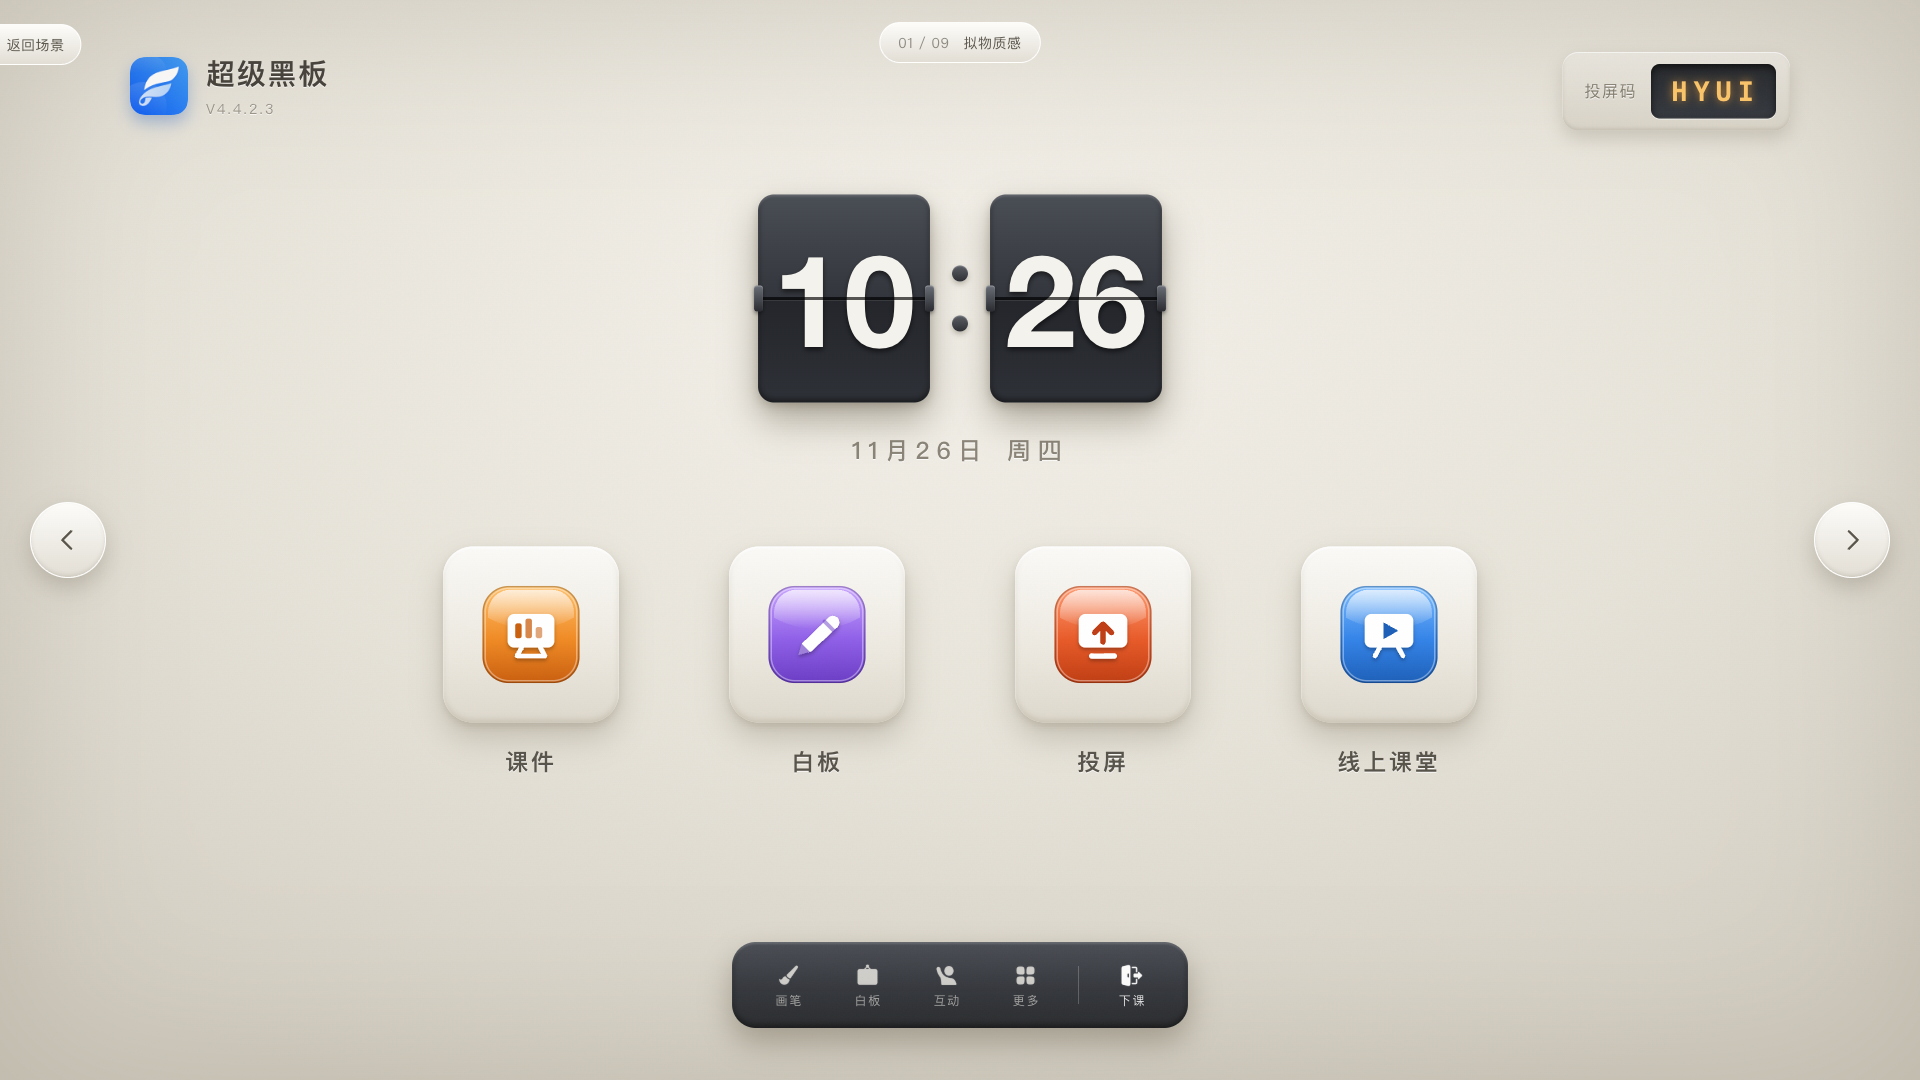 返回场景
01 / 09 拟物质感
超级黑板
V4.4.2.3
投屏码 HYUI
10:26
11月26日 周四
课件 白板 投屏 线上课堂
画笔 白板 互动 更多 下课